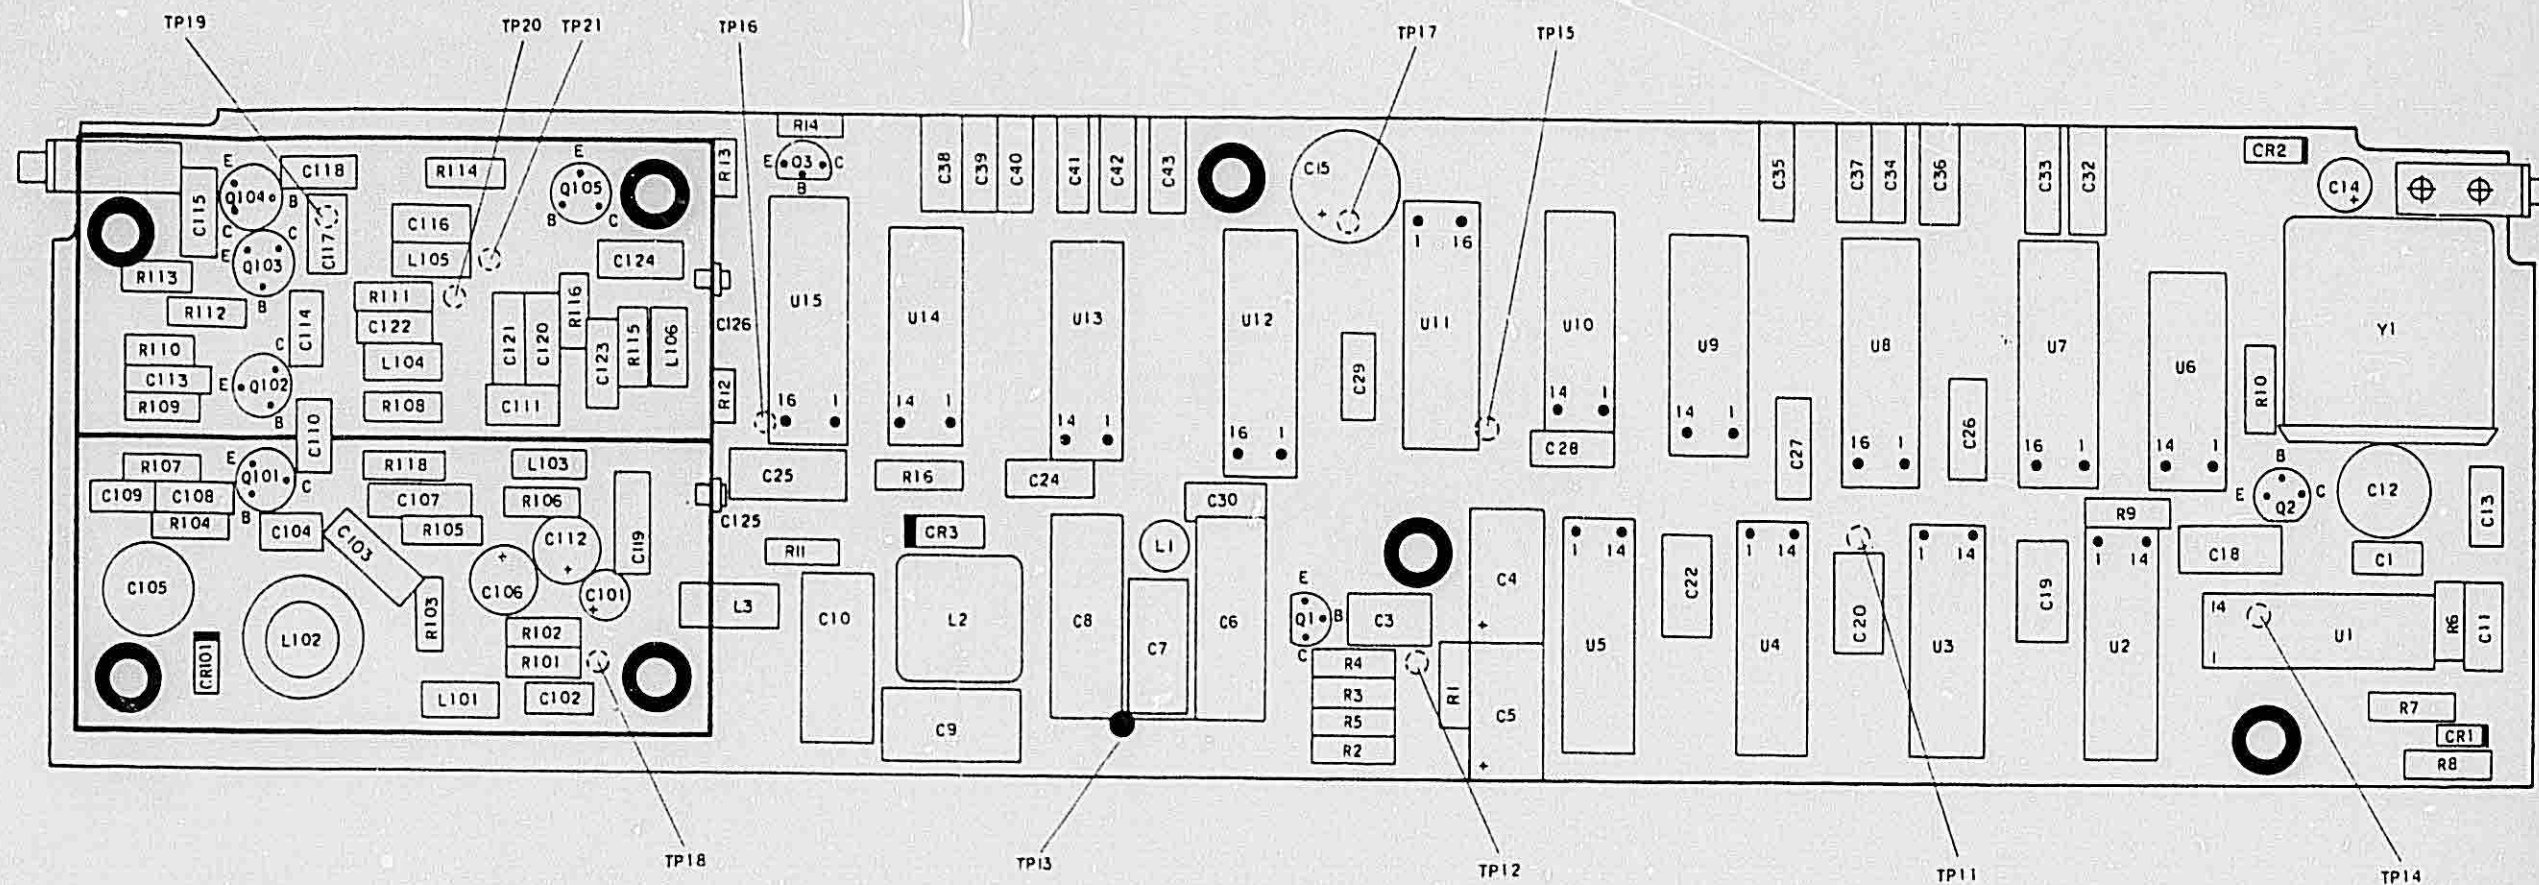 TP19
TP20
TP21
TP16
TP17
TP15
R14
E Q3 C
B
R13
C38
C39
C40
C41
C42
C43
C15
+
C35
C37
C34
C36
C33
C32
CR2
C14
+
E
Q104
B
C
C118
R114
E
Q105
B C
C115
C117
C116
L105
C124
E C
Q103
B
R113
R112
C114
R111
C122
L104
R108
C121
C120
R116
C123
R115
L106
C111
C126
R12
R110
C113
R109
C
E Q102
B
C110
U15
16 1
U14
14 1
U13
14 1
U12
16 1
C29
1 16
U11
U10
14 1
U9
14 1
U8
16 1
U7
16 1
U6
14 1
R10
Y1
C27
C26
C28
C25
R16
C24
C30
R107
C109
C108
R104
E
Q101
C
B
C104
C103
R118
C107
R105
L103
R106
C119
C125
+
C106
C112
+
C101
+
C105
L102
R103
CR101
R102
R101
L101
C102
CR3
R11
L3
C10
L2
C9
C8
L1
C7
C6
E
Q1 B
C
C3
R4
R3
R5
R2
R1
C4
+
C5
+
1 14
U5
C22
1 14
U4
C20
1 14
U3
C19
R9
1 14
U2
B
E C
Q2
C12
C13
C18
C1
14
1
U1
R6
C11
R7
CR1
R8
TP18
TP13
TP12
TP11
TP14